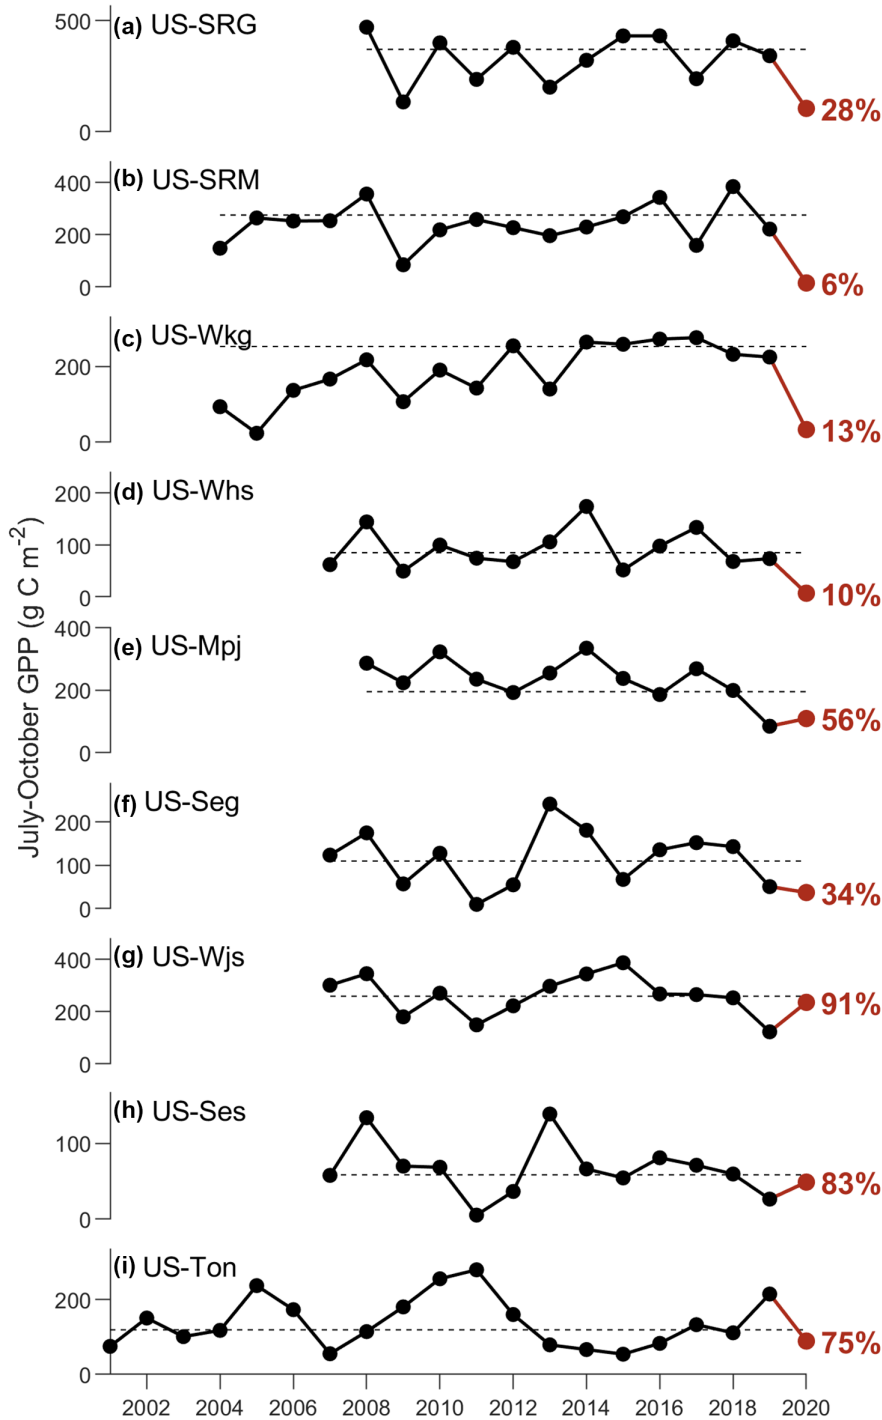 July-October GPP (g C m-2)
(a) US-SRG
500
0
28%
(b) US-SRM
400
200
0
6%
(c) US-Wkg
200
0
13%
(d) US-Whs
200
100
0
10%
(e) US-Mpj
400
200
0
56%
(f) US-Seg
200
100
0
34%
(g) US-Wjs
400
200
0
91%
(h) US-Ses
100
0
83%
(i) US-Ton
200
0
75%
2002 2004 2006 2008 2010 2012 2014 2016 2018 2020